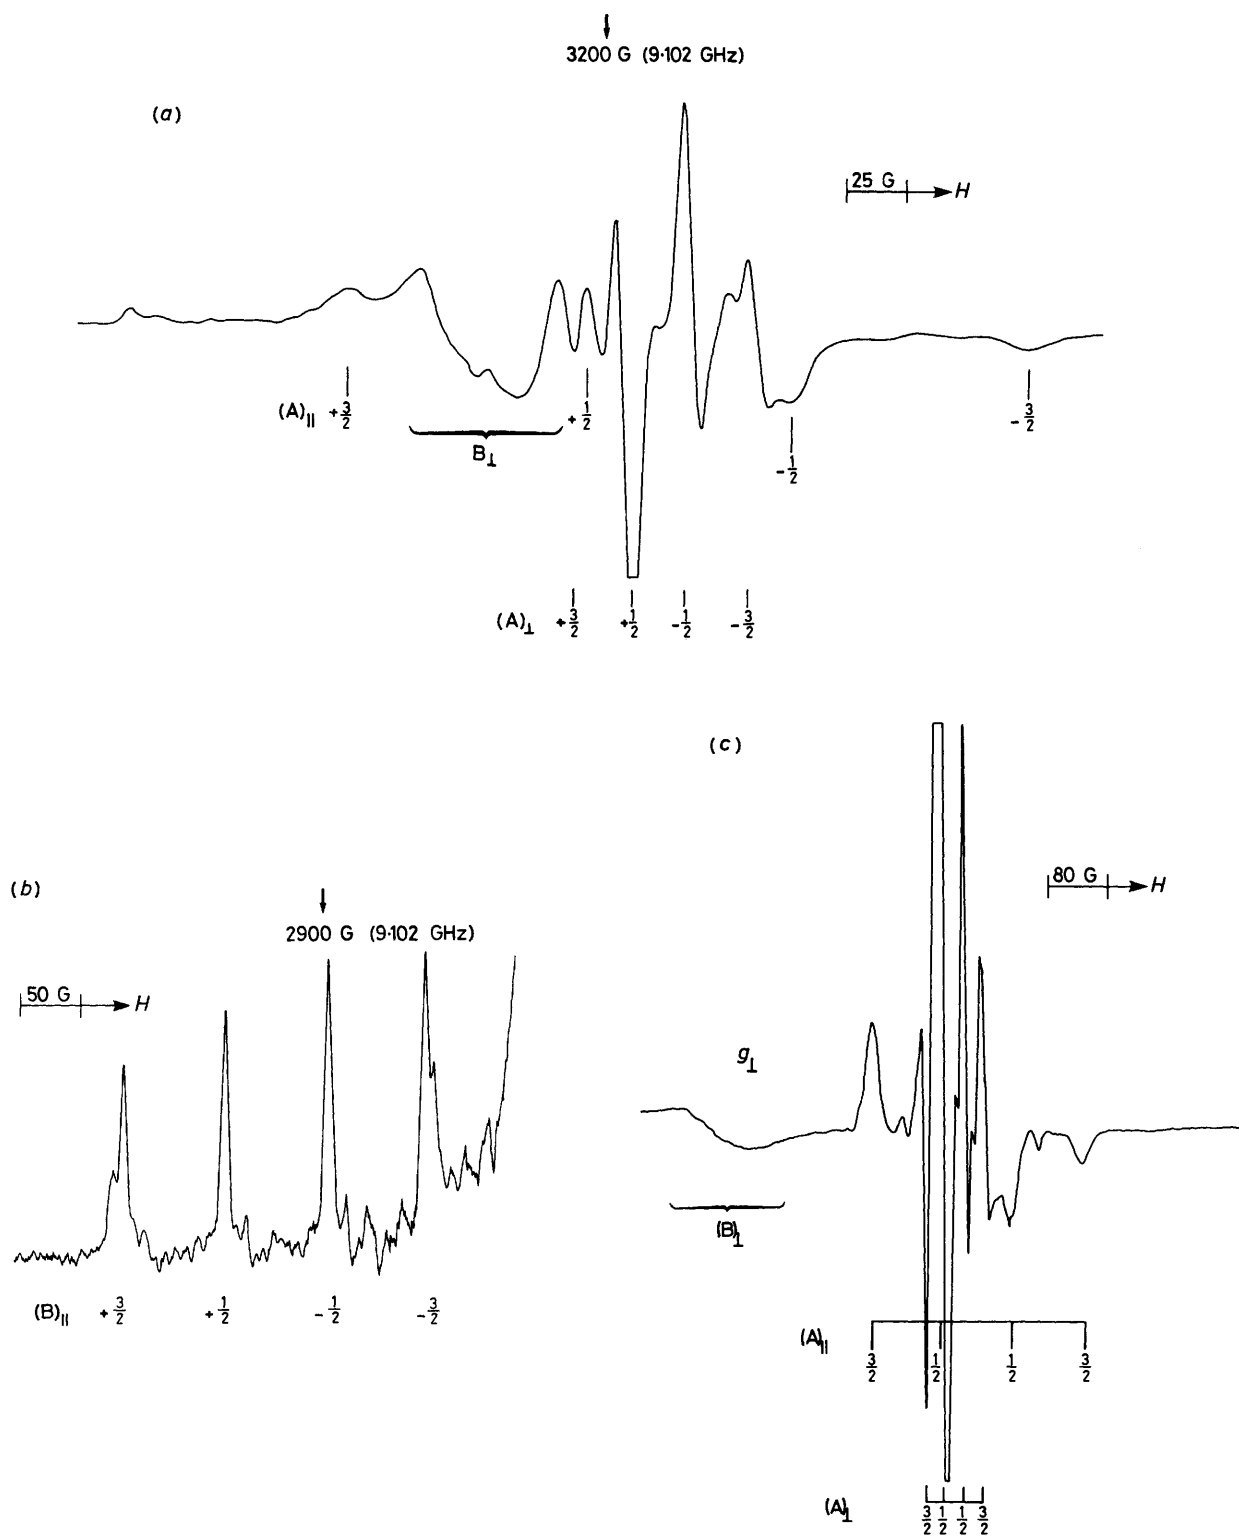 3200 G (9·102 GHz)
(a)
25 G H
(A)∥ +3/2 +1/2 -1/2 -3/2
B⊥
(A)⊥ +3/2 +1/2 -1/2 -3/2
(c)
80 G H
(b)
2900 G (9·102 GHz)
50 G H
g⊥
(B)⊥
(B)∥ +3/2 +1/2 -1/2 -3/2
(A)∥
3/2 1/2 1/2 3/2
(A)⊥
3/2 1/2 1/2 3/2